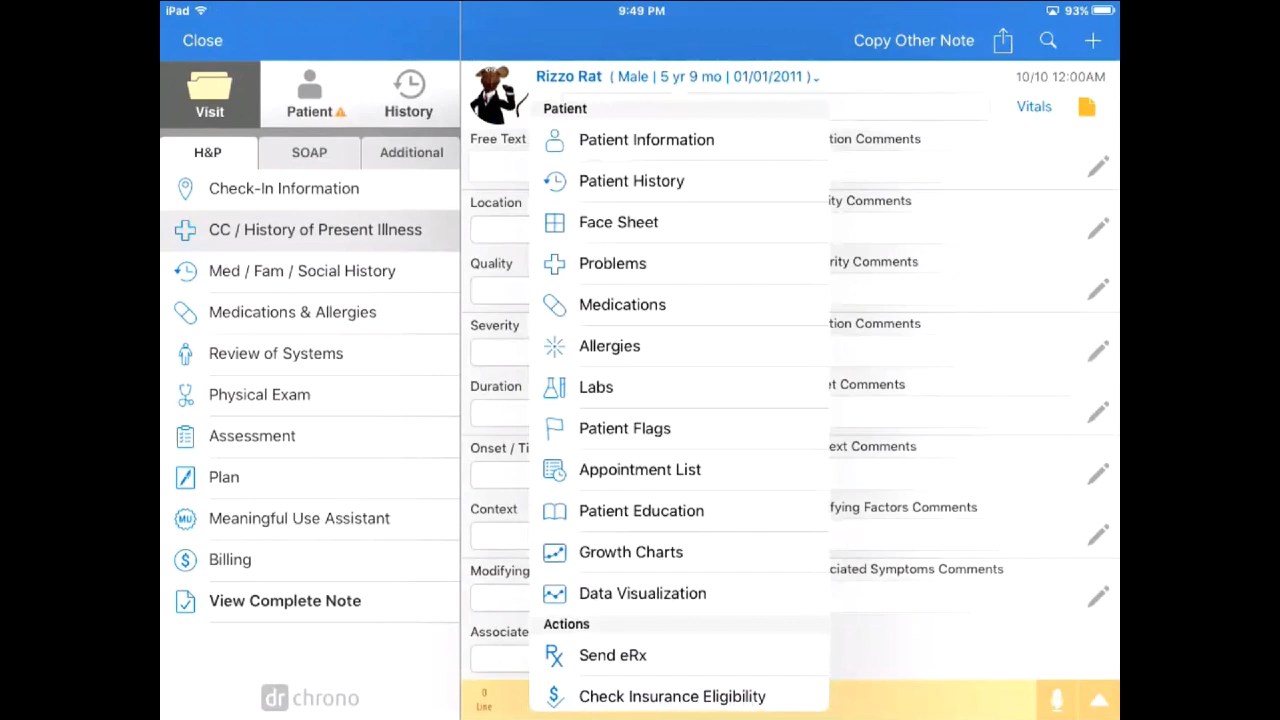 iPad
9:49 PM
93%
Close
Copy Other Note
Visit
Patient
History
H&P
SOAP
Additional
Check-In Information
CC / History of Present Illness
Med / Fam / Social History
Medications & Allergies
Review of Systems
Physical Exam
Assessment
Plan
MU
Meaningful Use Assistant
Billing
View Complete Note
drchrono
Rizzo Rat ( Male | 5 yr 9 mo | 01/01/2011 )
10/10 12:00AM
Vitals
Free Text
Location
Quality
Severity
Duration
Onset / Ti
Context
Modifying
Associate
0
Line
Patient
Patient Information
Patient History
Face Sheet
Problems
Medications
Allergies
Labs
Patient Flags
Appointment List
Patient Education
Growth Charts
Data Visualization
Actions
Send eRx
Check Insurance Eligibility
tion Comments
ity Comments
rity Comments
tion Comments
et Comments
ext Comments
fying Factors Comments
ciated Symptoms Comments